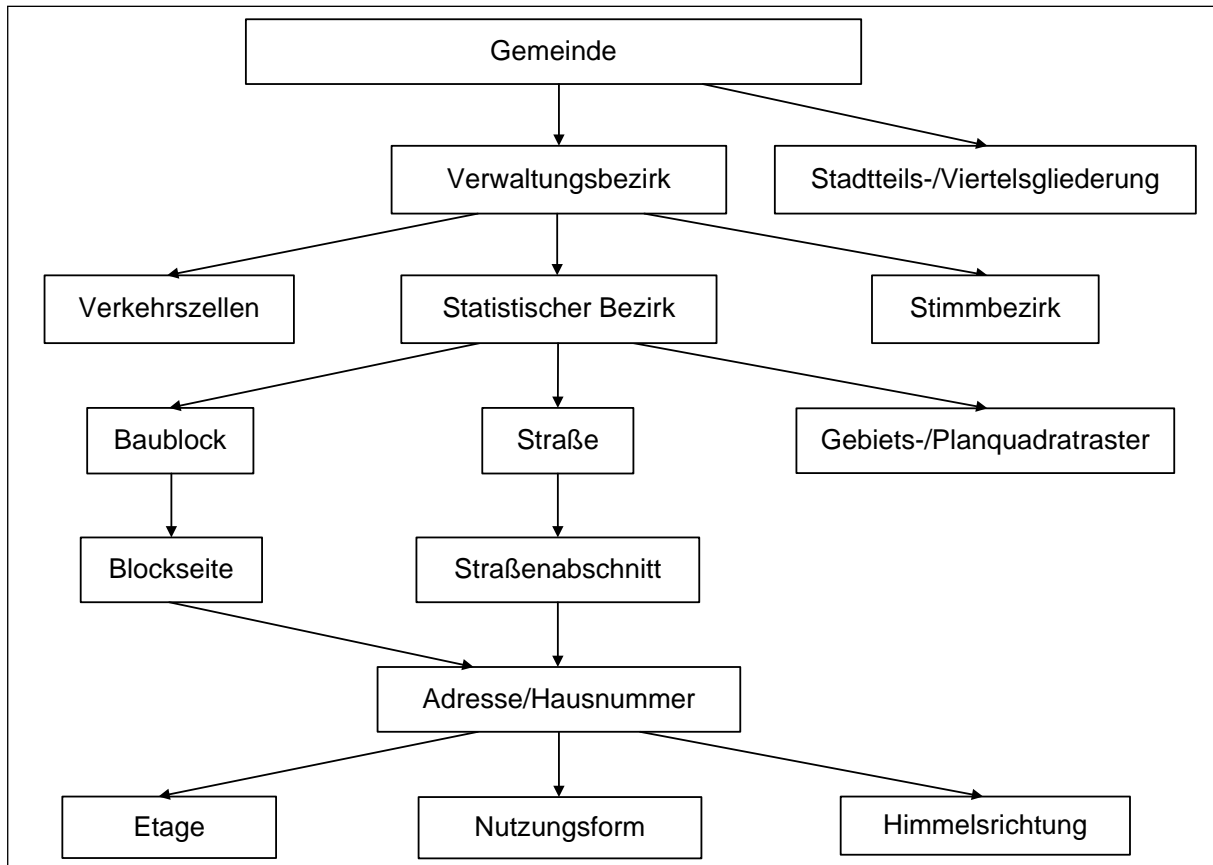 Gemeinde
Verwaltungsbezirk
Stadtteils-/Viertelsgliederung
Verkehrszellen
Statistischer Bezirk
Stimmbezirk
Baublock
Straße
Gebiets-/Planquadratraster
Blockseite
Straßenabschnitt
Adresse/Hausnummer
Etage
Nutzungsform
Himmelsrichtung